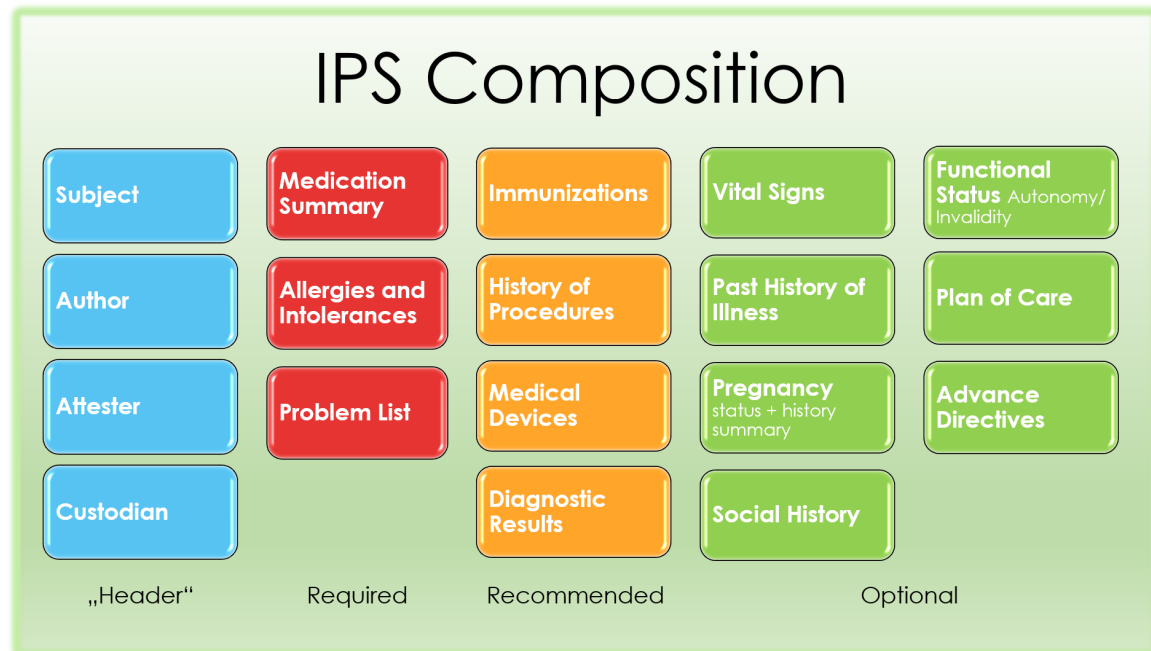 IPS Composition
Subject
Author
Attester
Custodian
„Header“
Medication
Summary
Allergies and
Intolerances
Problem List
Required
Immunizations
History of
Procedures
Medical
Devices
Diagnostic
Results
Recommended
Vital Signs
Past History of
Illness
Pregnancy
status + history
summary
Social History
Functional
Status Autonomy/
Invalidity
Plan of Care
Advance
Directives
Optional